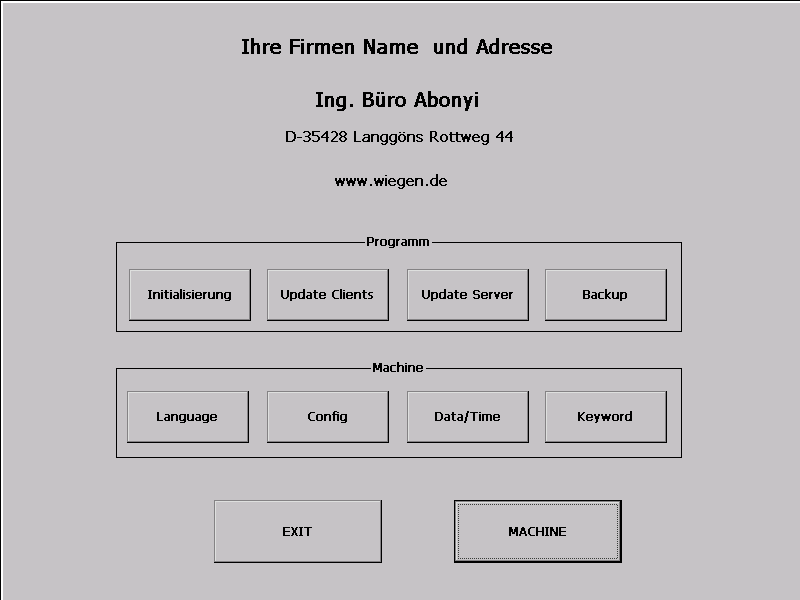 Ihre Firmen Name und Adresse
Ing. Büro Abonyi
D-35428 Langgöns Rottweg 44
www.wiegen.de
Programm
Initialisierung Update Clients Update Server Backup
Machine
Language Config Data/Time Keyword
EXIT MACHINE